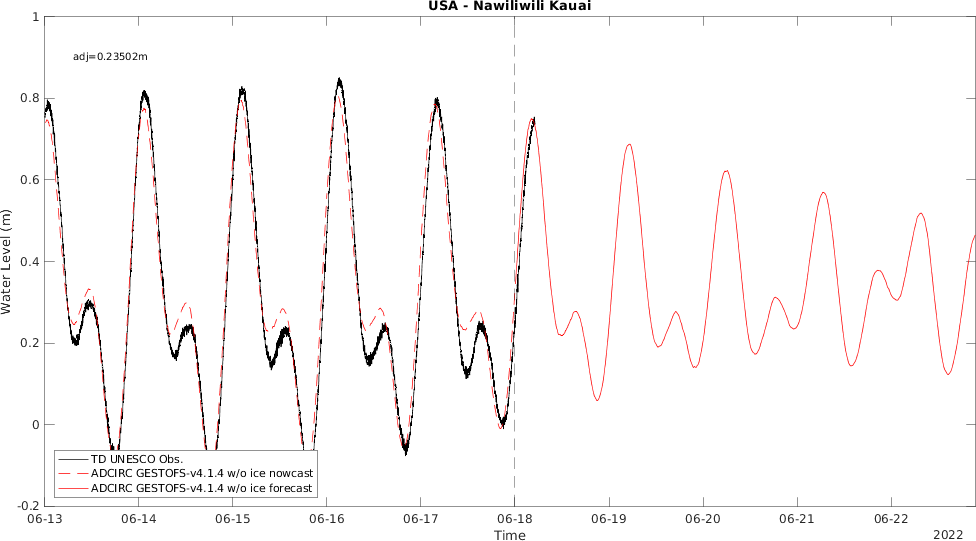 USA - Nawiliwili Kauai
adj=0.23502m
1
0.8
0.6
0.4
0.2
0
-0.2
Water Level (m)
TD UNESCO Obs.
ADCIRC GESTOFS-v4.1.4 w/o ice nowcast
ADCIRC GESTOFS-v4.1.4 w/o ice forecast
06-13 06-14 06-15 06-16 06-17 06-18 06-19 06-20 06-21 06-22
Time
2022